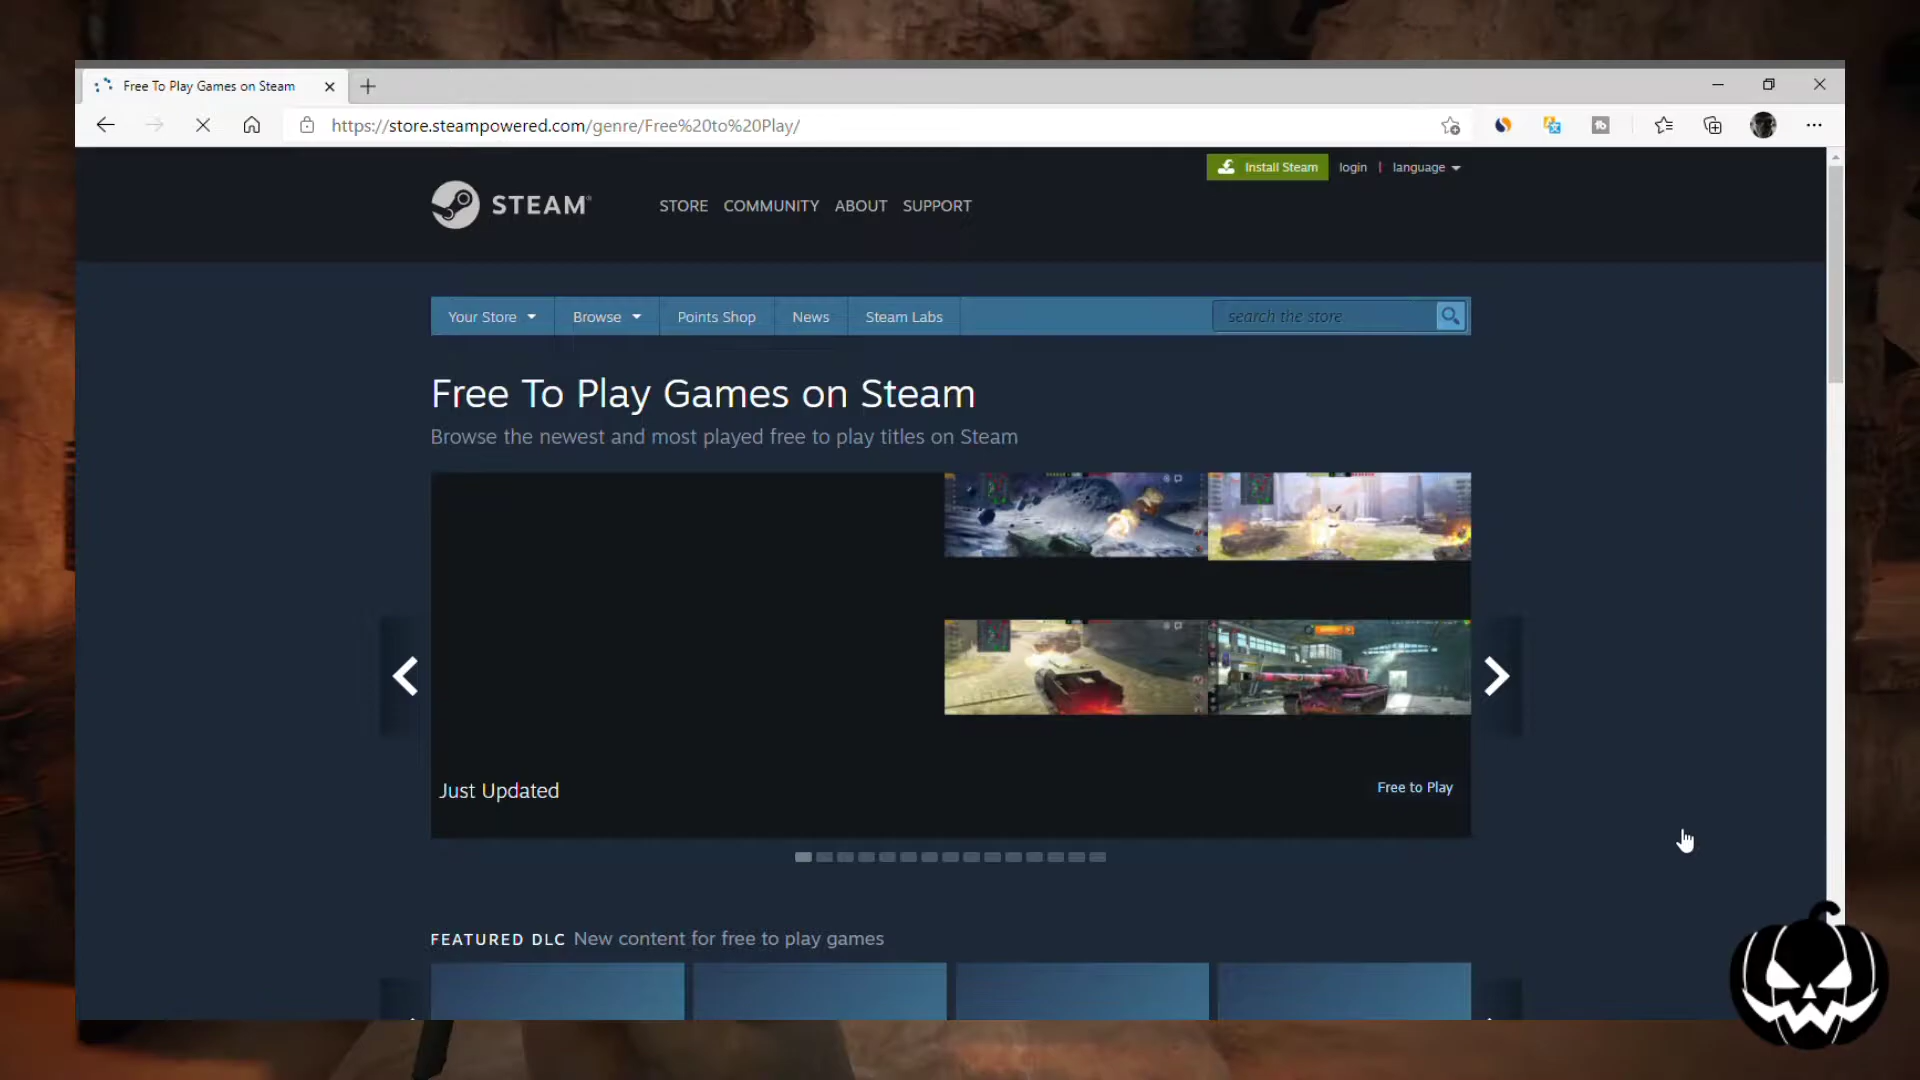 Free To Play Games on Steam
https://store.steampowered.com/genre/Free%20to%20Play/
Install Steam login | language
STEAM®
STORE COMMUNITY ABOUT SUPPORT
Your Store Browse Points Shop News Steam Labs search the store
Free To Play Games on Steam
Browse the newest and most played free to play titles on Steam
Just Updated
Free to Play
FEATURED DLC New content for free to play games